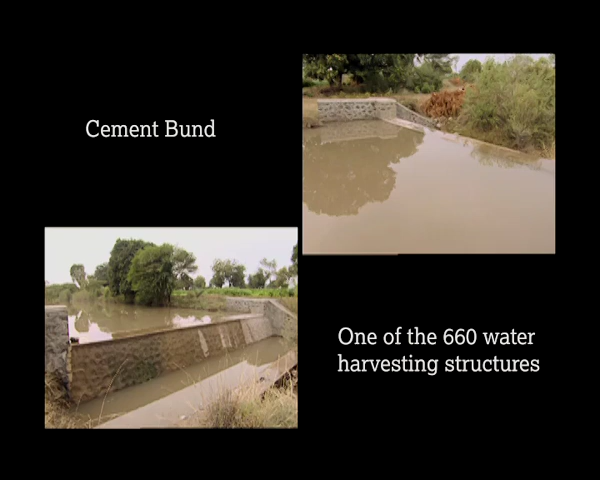 Cement Bund
One of the 660 water
harvesting structures